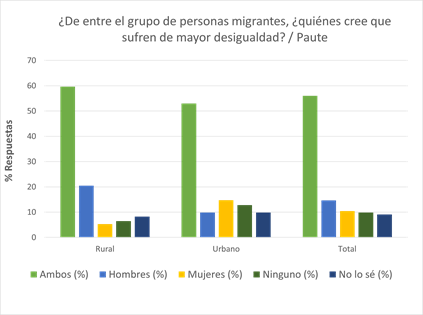 ¿De entre el grupo de personas migrantes, ¿quiénes cree que
sufren de mayor desigualdad? / Paute
% Respuestas
70
60
50
40
30
20
10
0
Rural
Urbano
Total
Ambos (%)
Hombres (%)
Mujeres (%)
Ninguno (%)
No lo sé (%)